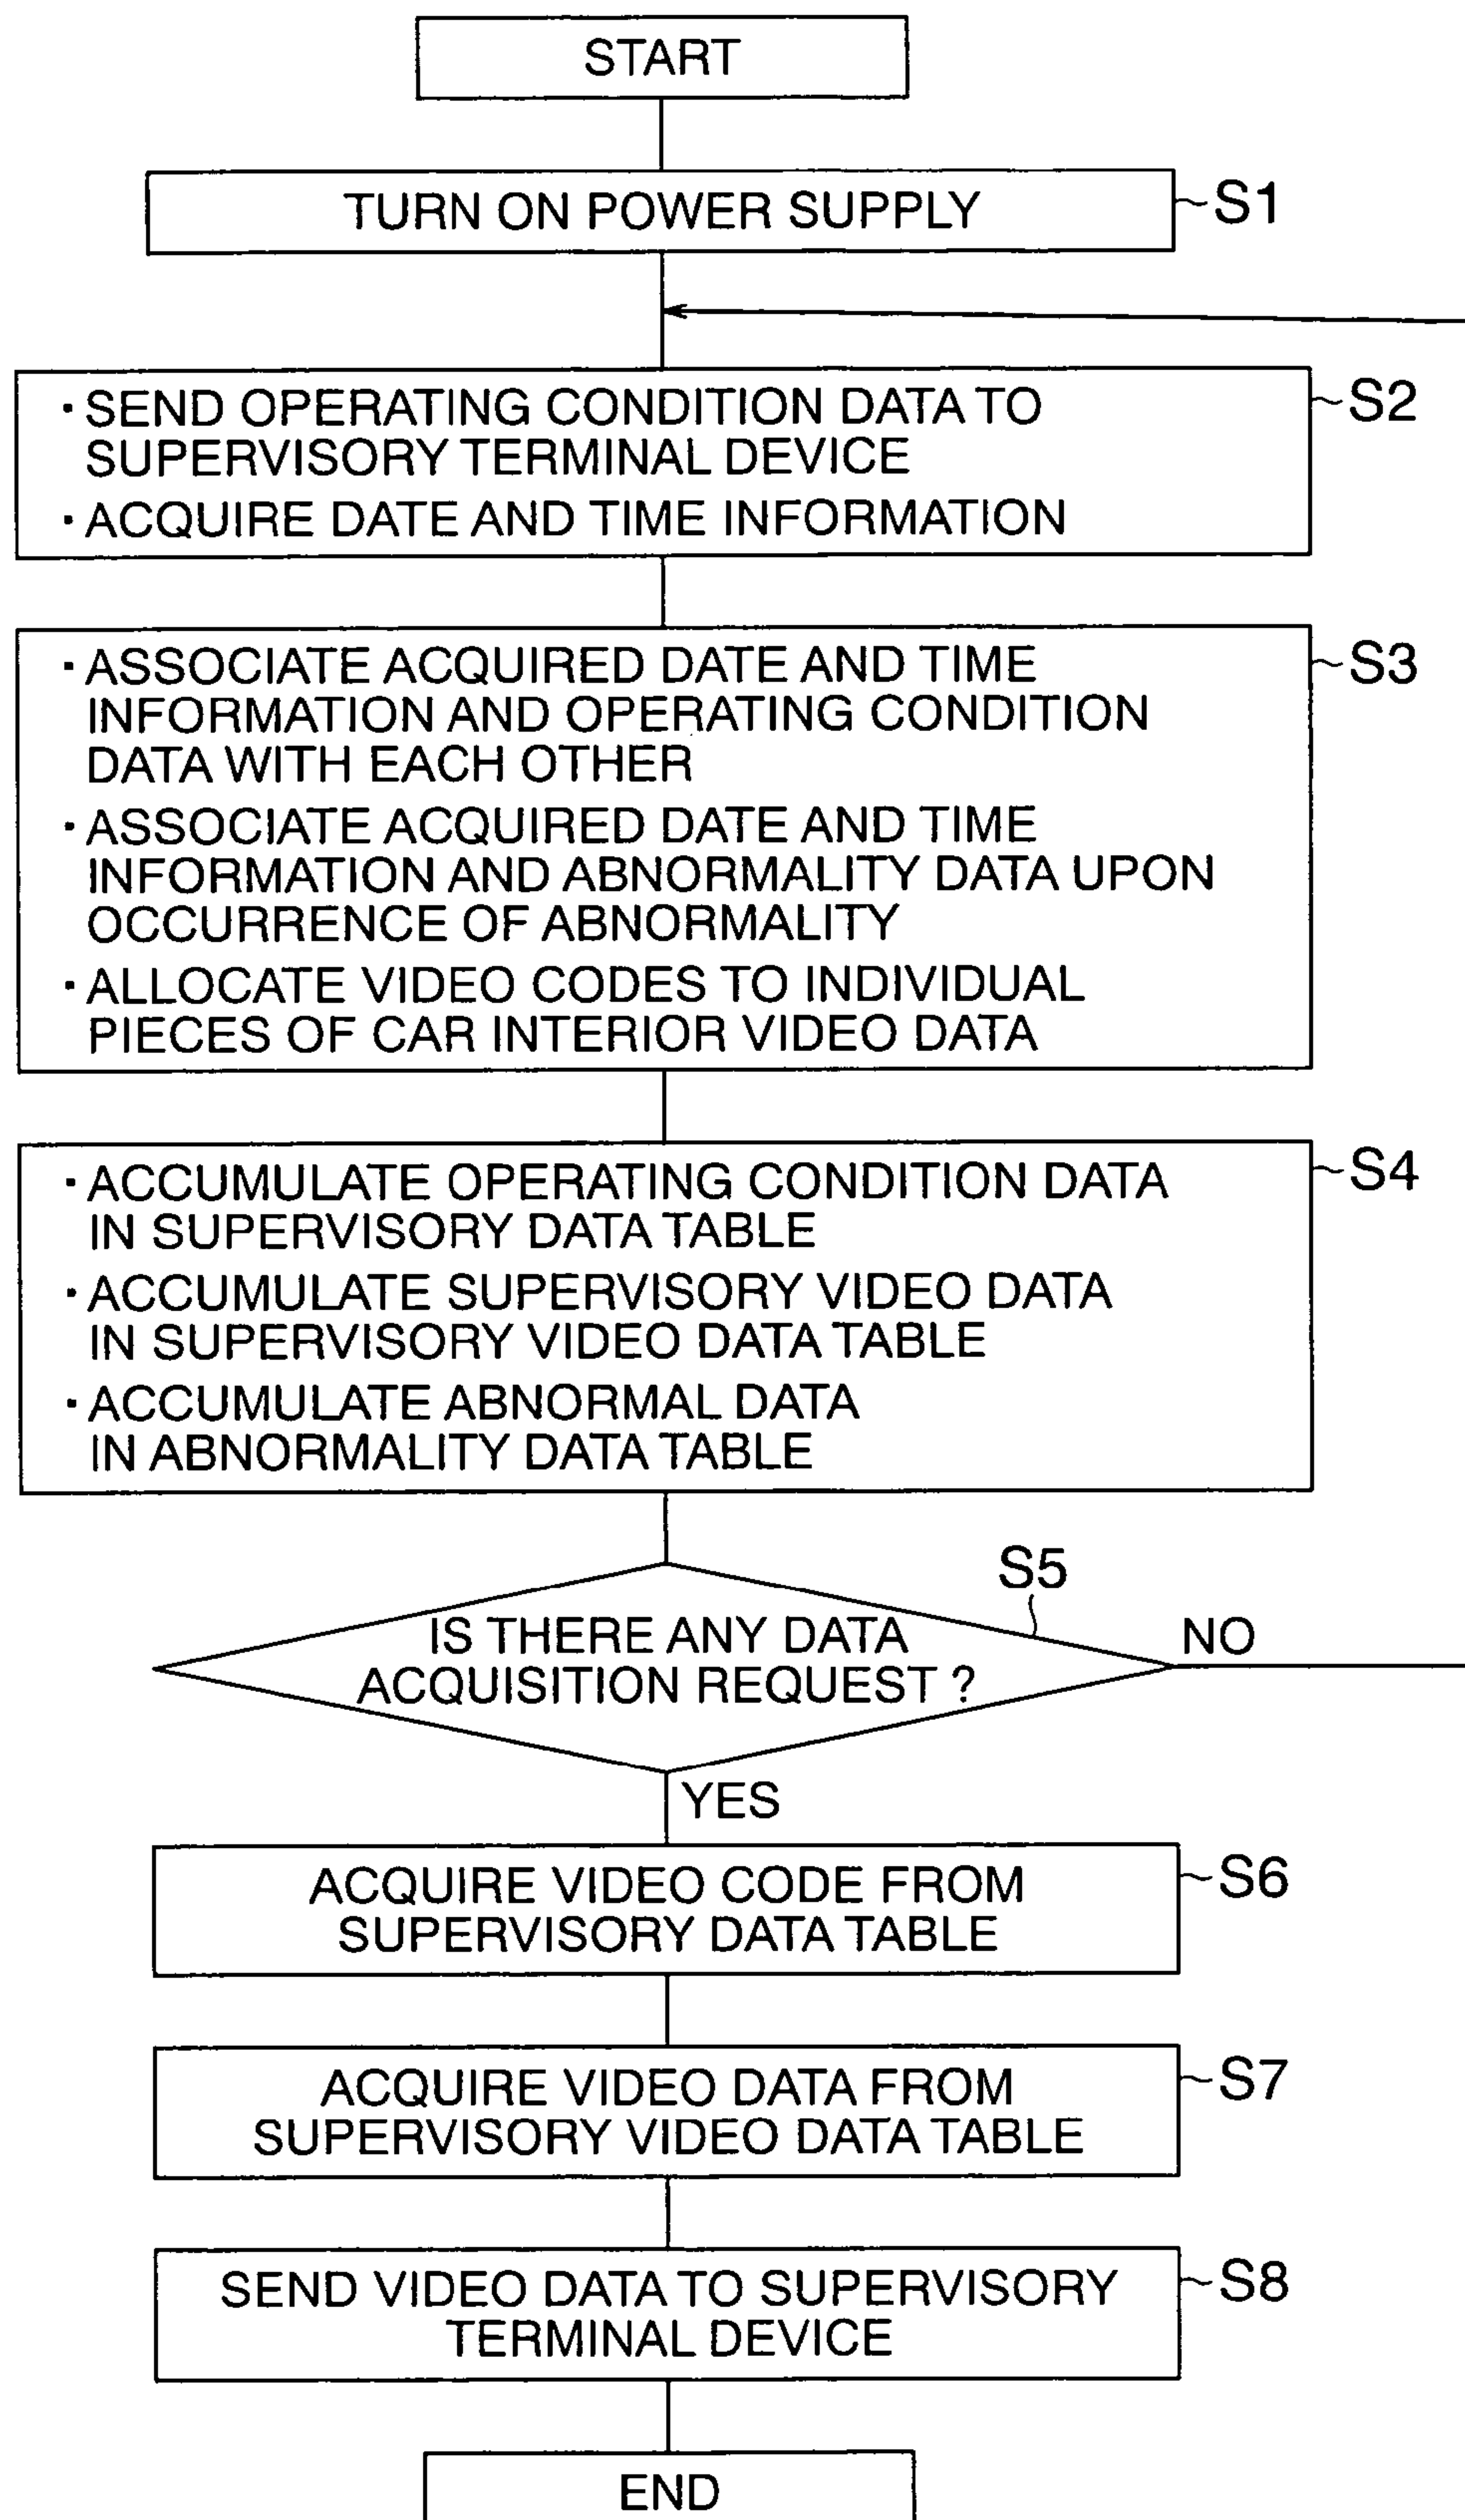 START
TURN ON POWER SUPPLY
S1
· SEND OPERATING CONDITION DATA TO
SUPERVISORY TERMINAL DEVICE
· ACQUIRE DATE AND TIME INFORMATION
S2
· ASSOCIATE ACQUIRED DATE AND TIME
INFORMATION AND OPERATING CONDITION
DATA WITH EACH OTHER
· ASSOCIATE ACQUIRED DATE AND TIME
INFORMATION AND ABNORMALITY DATA UPON
OCCURRENCE OF ABNORMALITY
· ALLOCATE VIDEO CODES TO INDIVIDUAL
PIECES OF CAR INTERIOR VIDEO DATA
S3
· ACCUMULATE OPERATING CONDITION DATA
IN SUPERVISORY DATA TABLE
· ACCUMULATE SUPERVISORY VIDEO DATA
IN SUPERVISORY VIDEO DATA TABLE
· ACCUMULATE ABNORMAL DATA
IN ABNORMALITY DATA TABLE
S4
S5
IS THERE ANY DATA
ACQUISITION REQUEST ?
NO
YES
ACQUIRE VIDEO CODE FROM
SUPERVISORY DATA TABLE
S6
ACQUIRE VIDEO DATA FROM
SUPERVISORY VIDEO DATA TABLE
S7
SEND VIDEO DATA TO SUPERVISORY
TERMINAL DEVICE
S8
END